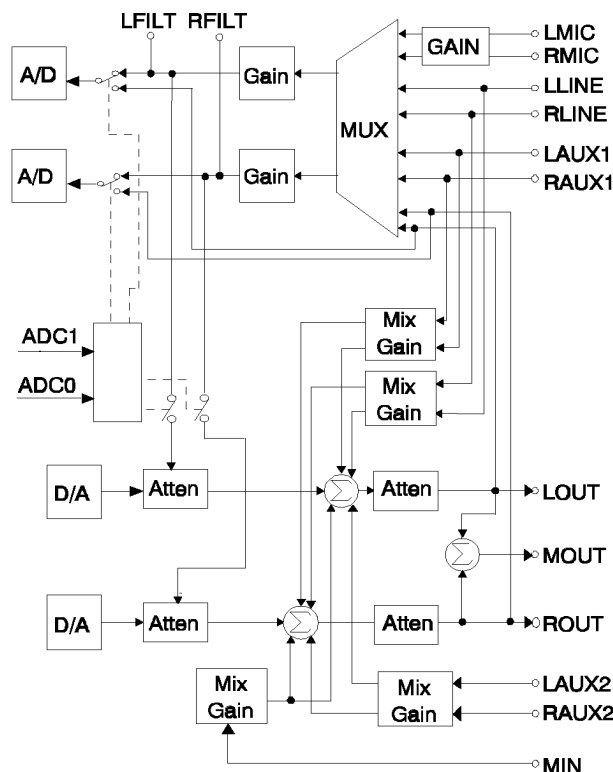 LFILT RFILT
LMIC
GAIN
RMIC
A/D
Gain
LLINE
MUX
RLINE
LAUX1
A/D
Gain
RAUX1
Mix
Gain
ADC1
Mix
Gain
ADC0
D/A
Atten
Σ
Atten
LOUT
Σ
MOUT
D/A
Atten
Σ
Atten
ROUT
Mix
Gain
Mix
Gain
LAUX2
RAUX2
MIN